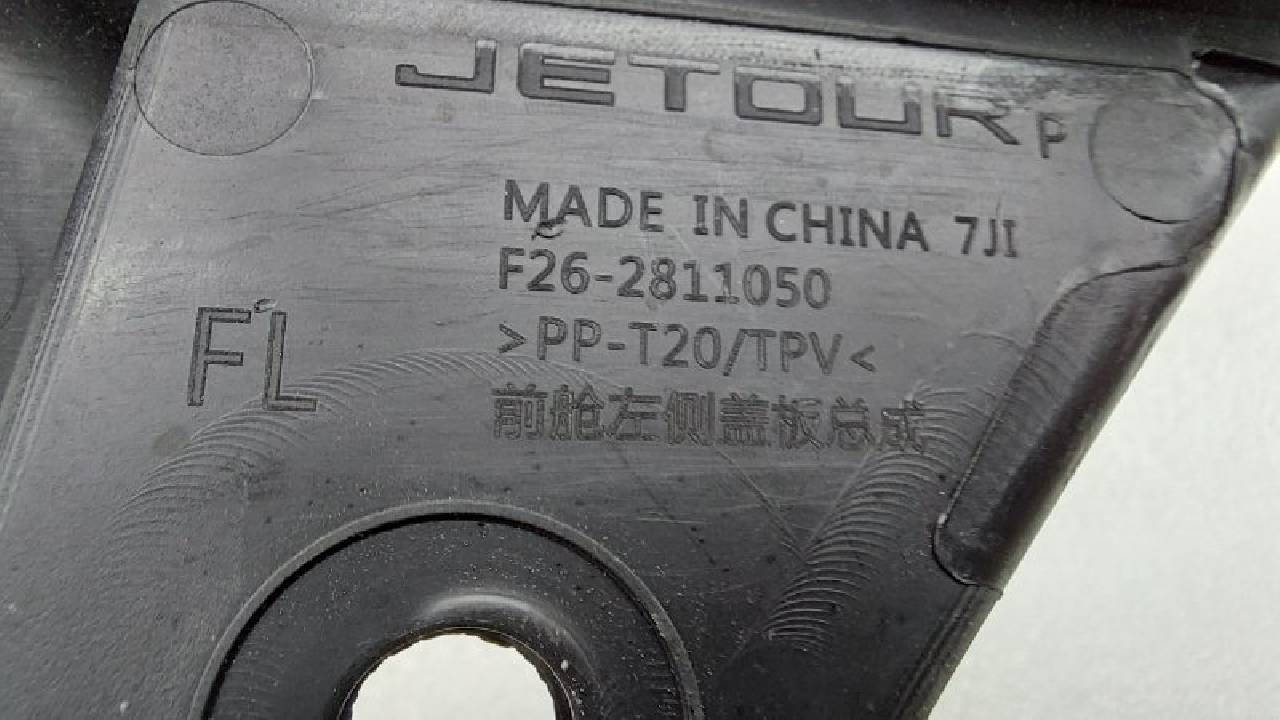 JETOUR P
MADE IN CHINA 7JI
F26-2811050
>PP-T20/TPV<
FL
前舱左侧盖板总成